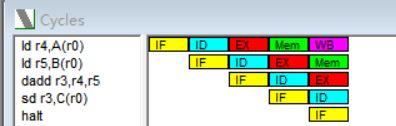 Cycles
ld r4,A(r0) IF ID EX Mem WB
ld r5,B(r0) IF ID EX Mem
dadd r3,r4,r5 IF ID EX
sd r3,C(r0) IF ID
halt IF